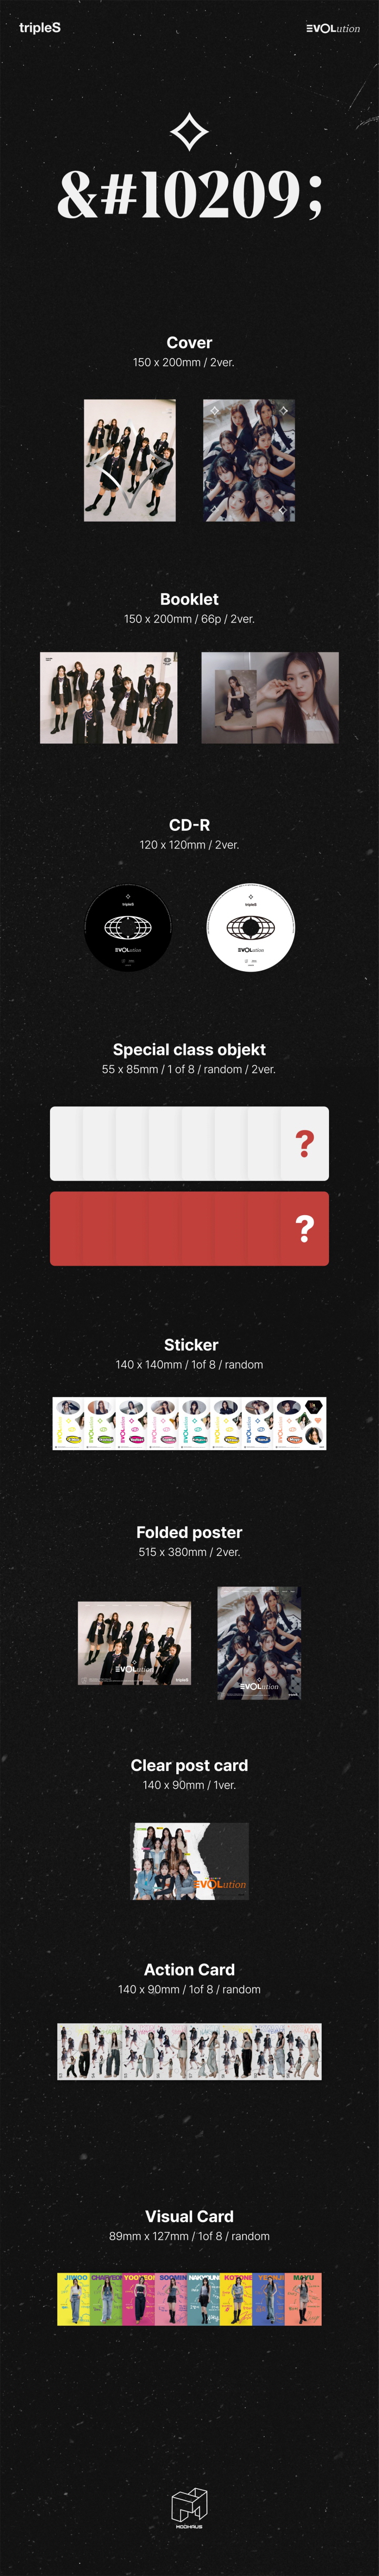 tripleS
EVOLution
&#10209;
Cover
150 x 200mm / 2ver.
Booklet
150 x 200mm / 66p / 2ver.
CD-R
120 x 120mm / 2ver.
tripleS
EVOLution
tripleS
EVOLution
Special class objekt
55 x 85mm / 1 of 8 / random / 2ver.
?
?
Sticker
140 x 140mm / 1of 8 / random
Folded poster
515 x 380mm / 2ver.
EVOLution
tripleS
EVOLution
Clear post card
140 x 90mm / 1ver.
EVOLution
Action Card
140 x 90mm / 1of 8 / random
Visual Card
89mm x 127mm / 1of 8 / random
JIWOO
CHAEYEON
YOOYEON
SOOMIN
NAKYOUNG
KOTONE
YEONJI
MAYU
MODHAUS